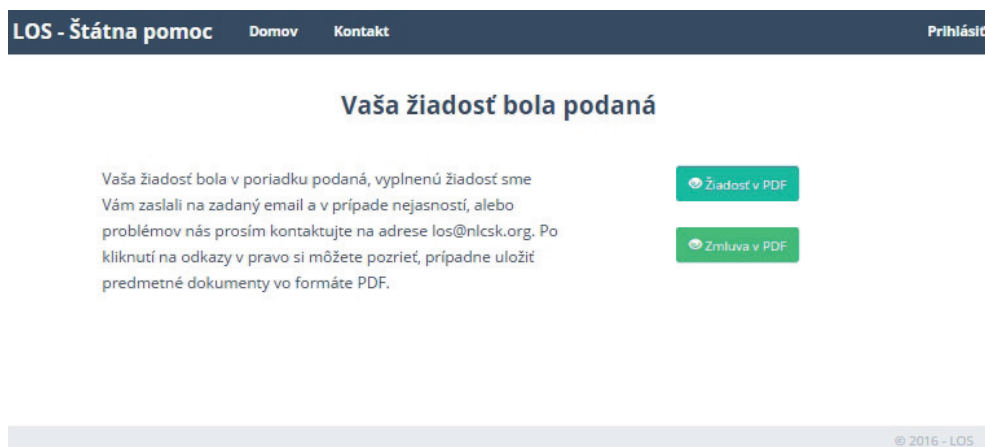 LOS - Štátna pomoc Domov Kontakt Prihlásiť
Vaša žiadosť bola podaná
Vaša žiadosť bola v poriadku podaná, vyplnenú žiadosť sme
Vám zaslali na zadaný email a v prípade nejasností, alebo
problémov nás prosím kontaktujte na adrese los@nlcsk.org. Po
kliknutí na odkazy v pravo si môžete pozrieť, prípadne uložiť
predmetné dokumenty vo formáte PDF.
Žiadosť v PDF
Zmluva v PDF
© 2016 - LOS